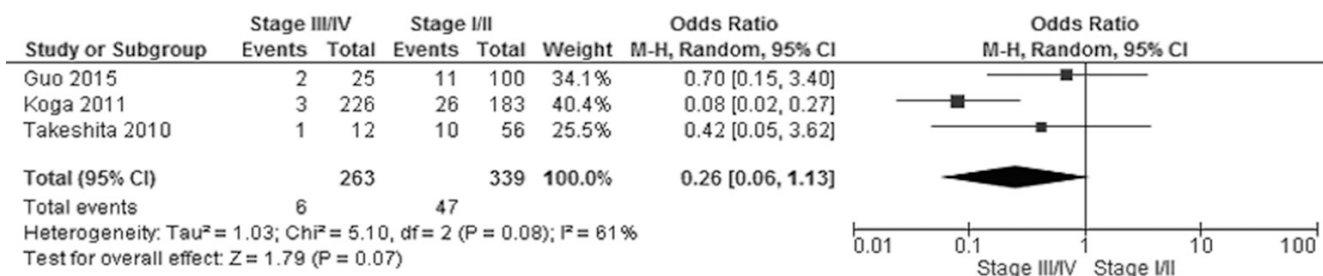 Stage III/IV Stage I/II Odds Ratio Odds Ratio
Study or Subgroup Events Total Events Total Weight M-H, Random, 95% CI M-H, Random, 95% CI
Guo 2015 2 25 11 100 34.1% 0.70 [0.15, 3.40]
Koga 2011 3 226 26 183 40.4% 0.08 [0.02, 0.27]
Takeshita 2010 1 12 10 56 25.5% 0.42 [0.05, 3.62]
Total (95% CI) 263 339 100.0% 0.26 [0.06, 1.13]
Total events 6 47
Heterogeneity: Tau² = 1.03; Chi² = 5.10, df = 2 (P = 0.08); I² = 61%
Test for overall effect: Z = 1.79 (P = 0.07)
0.01 0.1 1 10 100
Stage III/IV Stage I/II